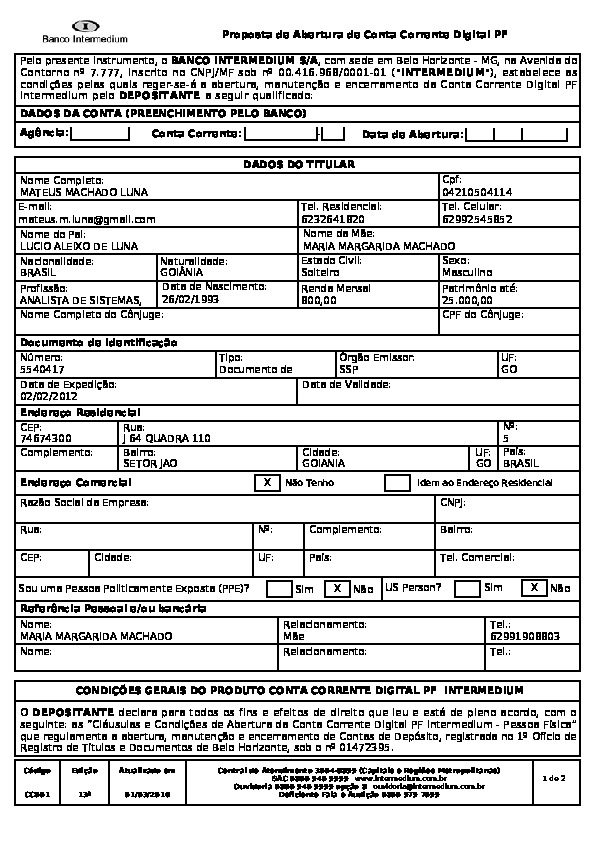 Banco Intermedium
Proposta de Abertura de Conta Corrente Digital PF
Pelo presente instrumento, o BANCO INTERMEDIUM S/A, com sede em Belo Horizonte - MG, na Avenida do
Contorno nº 7.777, inscrito no CNPJ/MF sob nº 00.416.968/0001-01 ("INTERMEDIUM"), estabelece as
condições pelas quais reger-se-á a abertura, manutenção e encerramento da Conta Corrente Digital PF
Intermedium pelo DEPOSITANTE a seguir qualificado:
DADOS DA CONTA (PREENCHIMENTO PELO BANCO)
Agência: Conta Corrente: - Data de Abertura:
DADOS DO TITULAR
Nome Completo: Cpf:
MATEUS MACHADO LUNA 04210504114
E-mail: Tel. Residencial: Tel. Celular:
mateus.m.luna@gmail.com 6232641820 62992545852
Nome do Pai: Nome da Mãe:
LUCIO ALEIXO DE LUNA MARIA MARGARIDA MACHADO
Nacionalidade: Naturalidade: Estado Civil: Sexo:
BRASIL GOIÂNIA Solteiro Masculino
Profissão: Data de Nascimento: Renda Mensal Patrimônio até:
ANALISTA DE SISTEMAS, 26/02/1993 800,00 25.000,00
Nome Completo do Cônjuge: CPF do Cônjuge:
Documento de Identificação
Número: Tipo: Órgão Emissor: UF:
5540417 Documento de SSP GO
Data de Expedição: Data de Validade:
02/02/2012
Endereço Residencial
CEP: Rua: Nº:
74674300 J 64 QUADRA 110 5
Complemento: Bairro: Cidade: UF: País:
SETOR JAO GOIANIA GO BRASIL
Endereço Comercial X Não Tenho Idem ao Endereço Residencial
Razão Social da Empresa: CNPJ:
Rua: Nº: Complemento: Bairro:
CEP: Cidade: UF: País: Tel. Comercial:
Sou uma Pessoa Politicamente Exposta (PPE)? Sim X Não US Person? Sim X Não
Referência Pessoal e/ou bancária
Nome: Relacionamento: Tel.:
MARIA MARGARIDA MACHADO Mãe 62991908803
Nome: Relacionamento: Tel.:
CONDIÇÕES GERAIS DO PRODUTO CONTA CORRENTE DIGITAL PF INTERMEDIUM
O DEPOSITANTE declara para todos os fins e efeitos de direito que leu e está de pleno acordo, com o
seguinte: as "Cláusulas e Condições de Abertura da Conta Corrente Digital PF Intermedium - Pessoa Física"
que regulamenta a abertura, manutenção e encerramento de Contas de Depósito, registrada no 1º Ofício de
Registro de Títulos e Documentos de Belo Horizonte, sob o nº 01472395.
Código Edição Atualizado em
Central de Atendimento (Capitais e Regiões Metropolitanas)
SAC 0800 940 9999 www.intermedium.com.br
Ouvidoria 0800 940 9999 opção ouvidoria@intermedium.com.br
Deficiente Fala e Audição 0800 979 7099
13ª 01/03/2016
1 de 2